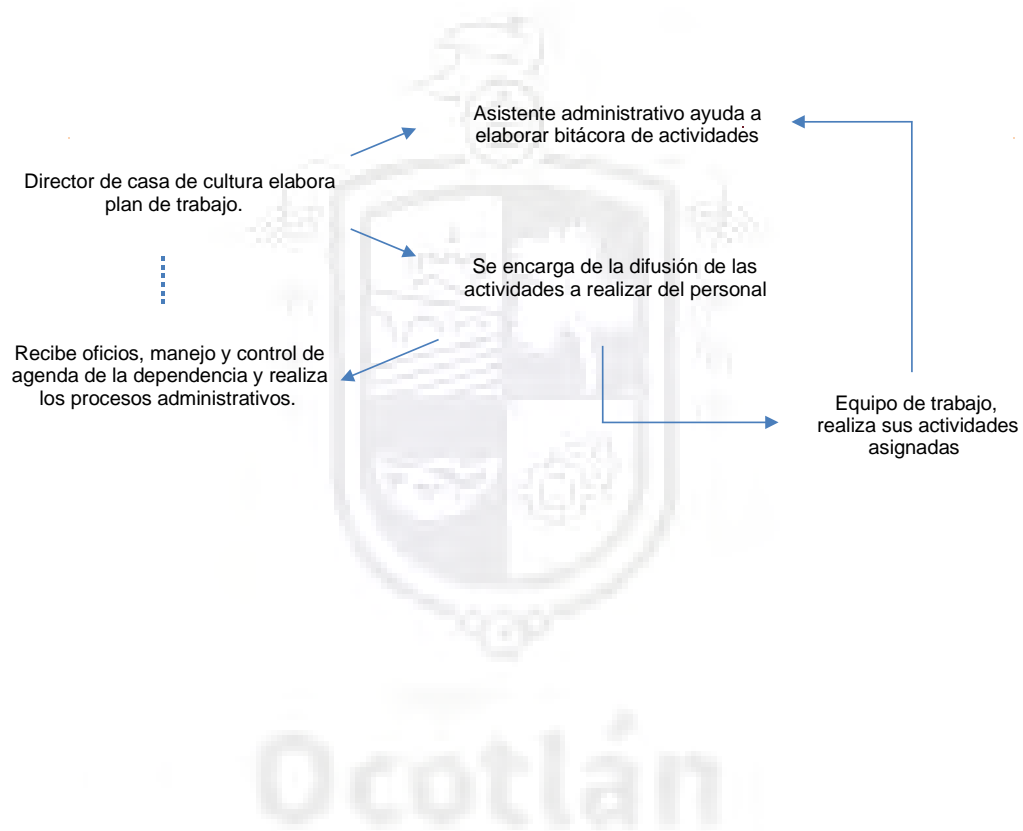 Asistente administrativo ayuda a
elaborar bitácora de actividades
Director de casa de cultura elabora
plan de trabajo.
Se encarga de la difusión de las
actividades a realizar del personal
Recibe oficios, manejo y control de
agenda de la dependencia y realiza
los procesos administrativos.
Equipo de trabajo,
realiza sus actividades
asignadas
Ocotlán